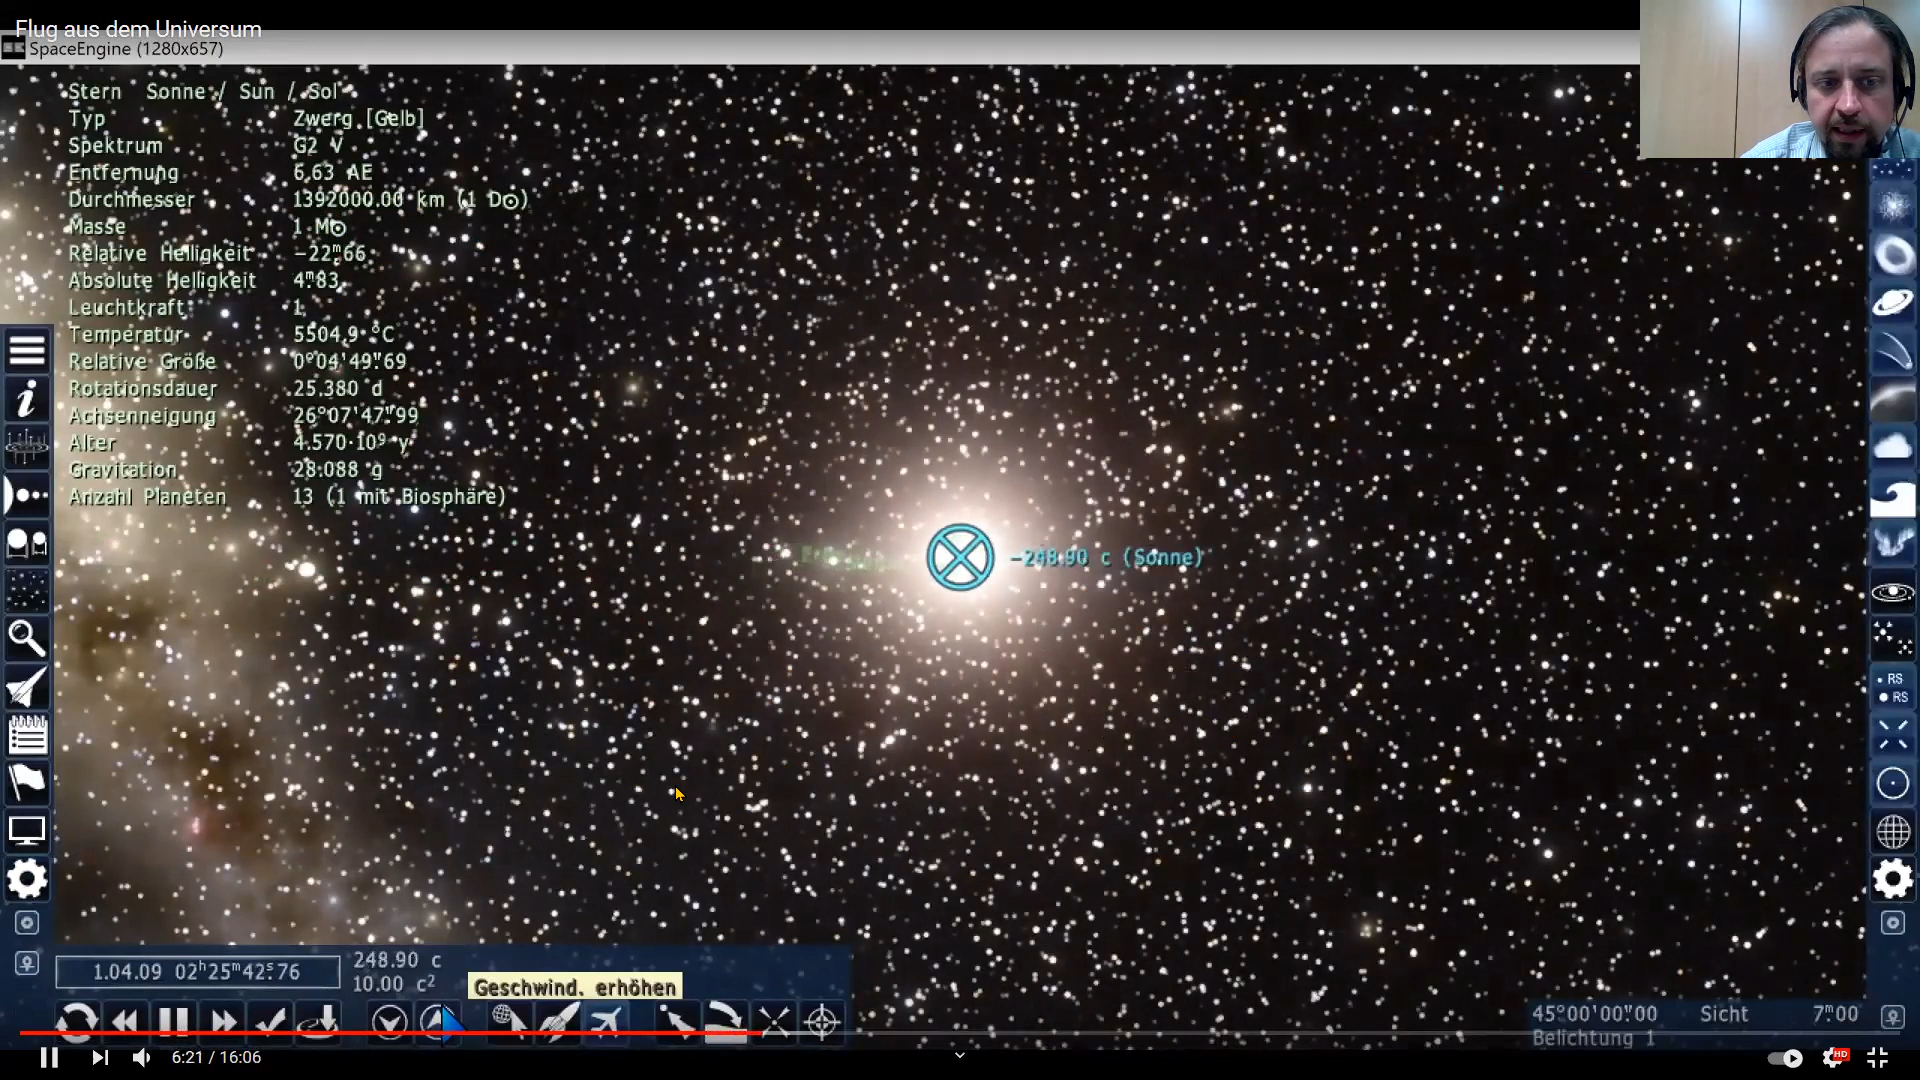 Flug aus dem Universum
SpaceEngine (1280x657)
Stern Sonne / Sun / Sol
Typ Zwerg [Gelb]
Spektrum G2 V
Entfernung 6.63 AE
Durchmesser 1392000.00 km (1 D⊙)
Masse 1 M⊙
Relative Helligkeit −22ᵐ66
Absolute Helligkeit 4ᵐ83
Leuchtkraft 1
Temperatur 5504.9 °C
Relative Größe 0°04'49"69
Rotationsdauer 25.380 d
Achsenneigung 26°07'47"99
Alter 4.570·10⁹ y
Gravitation 28.088 g
Anzahl Planeten 13 (1 mit Biosphäre)
−248.90 c (Sonne)
RS
RS
1.04.09 02ʰ25ᵐ42ˢ76
248.90 c
10.00 c²
Geschwind. erhöhen
45°00'00"00 Sicht 7ᵐ00
Belichtung 1
6:21 / 16:06
HD